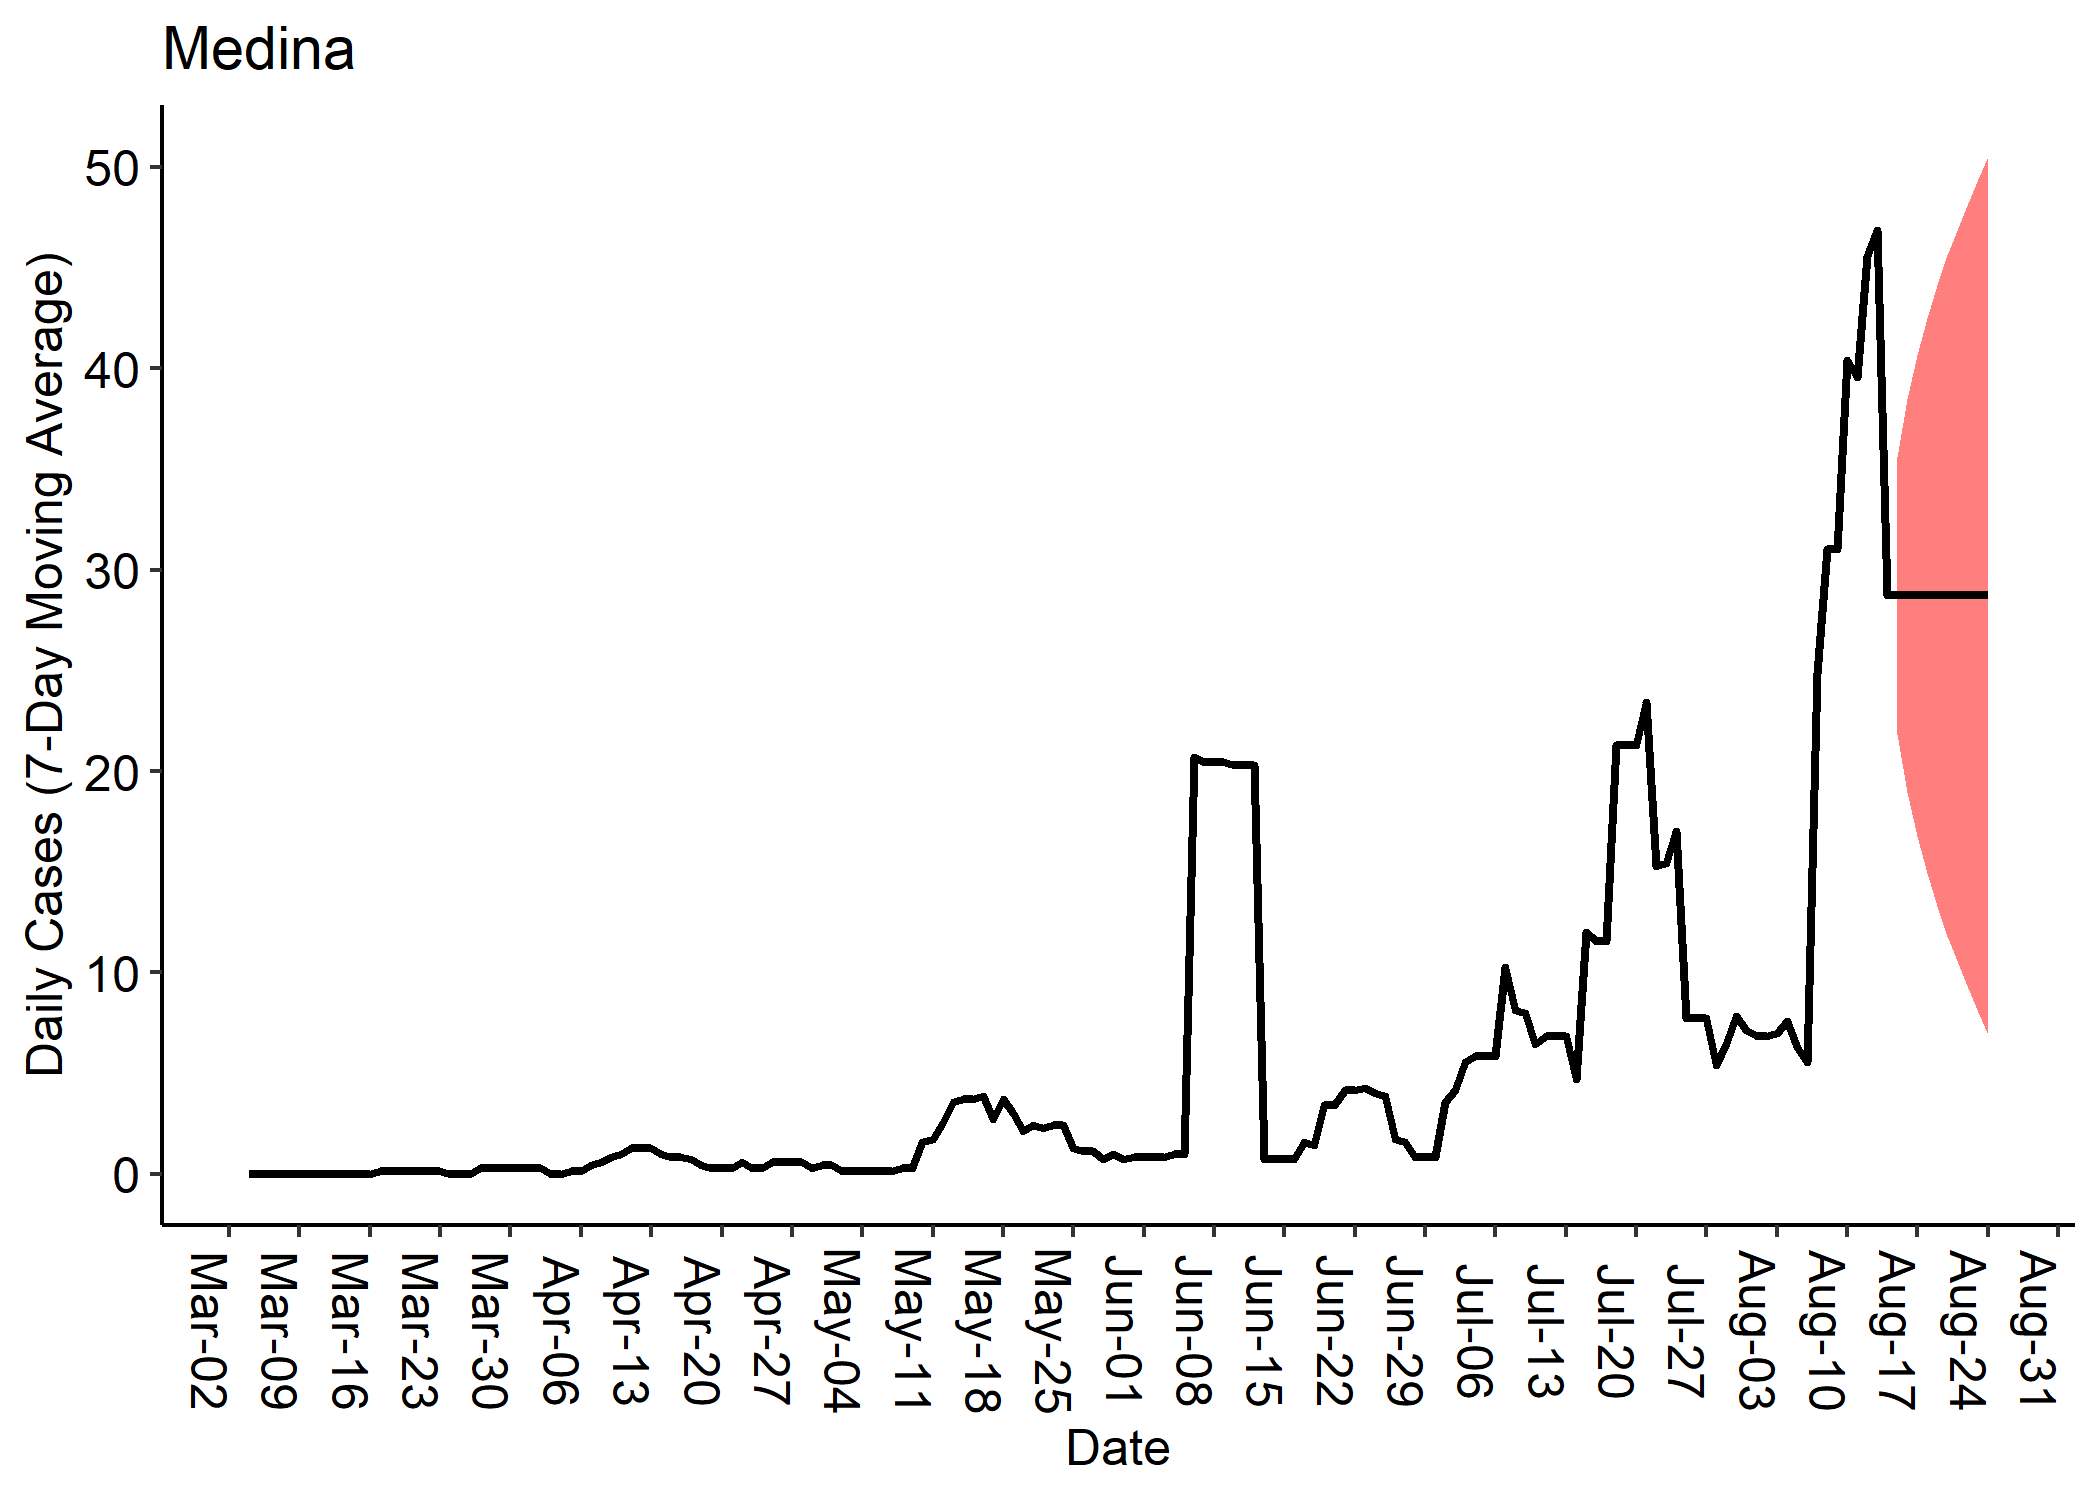 Medina
Daily Cases (7-Day Moving Average)
50
40
30
20
10
0
Mar-02
Mar-09
Mar-16
Mar-23
Mar-30
Apr-06
Apr-13
Apr-20
Apr-27
May-04
May-11
May-18
May-25
Jun-01
Jun-08
Jun-15
Jun-22
Jun-29
Jul-06
Jul-13
Jul-20
Jul-27
Aug-03
Aug-10
Aug-17
Aug-24
Aug-31
Date